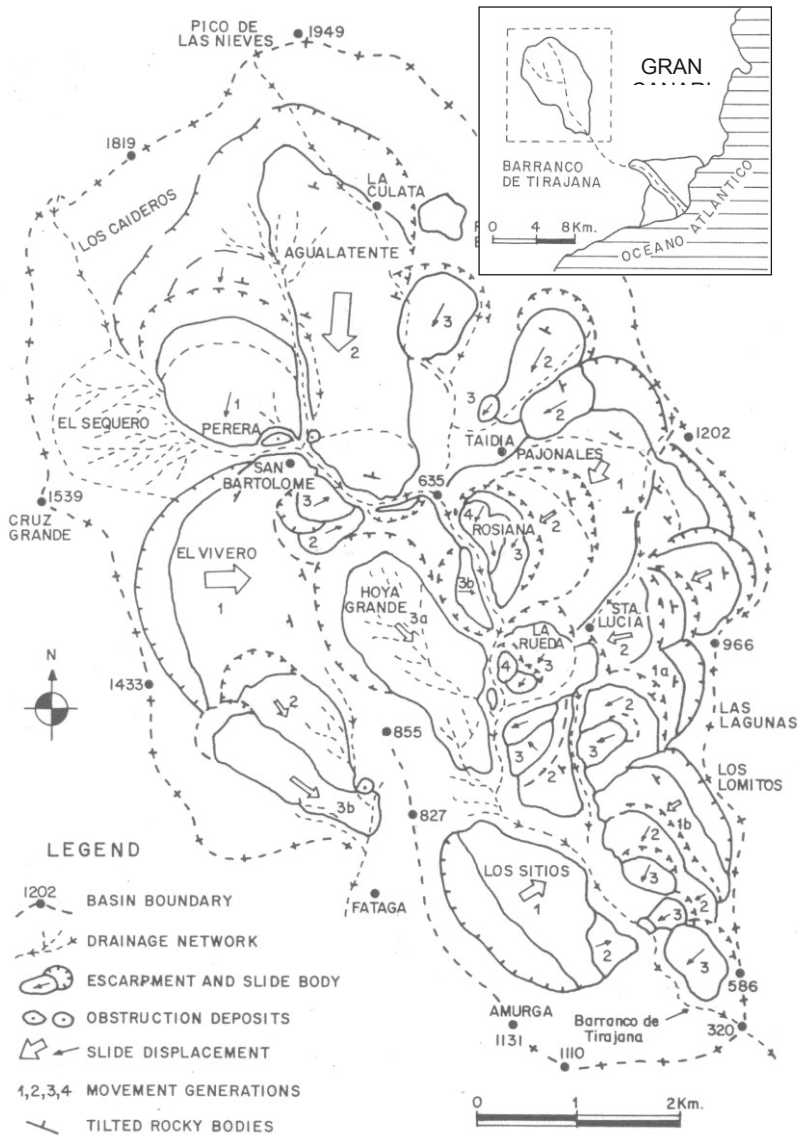 PICO DE
LAS NIEVES
1949
1819
LOS CAIDEROS
LA
CULATA
AGUALATENTE
2
3
1
PERERA
EL SEQUERO
SAN
BARTOLOME
1539
CRUZ
GRANDE
3
2
EL VIVERO
1
2
3
2
TAIDIA
PAJONALES
1202
1
635
4
ROSIANA
2
3
3b
HOYA
GRANDE
3a
LA
RUEDA
4
3
STA.
LUCIA
2
966
1a
LAS
LAGUNAS
1433
2
3b
855
3
2
2
3
LOS
LOMITOS
1b
2
3
2
3
3
827
LOS SITIOS
1
2
FATAGA
586
AMURGA
1131
1110
Barranco de
Tirajana
320
N
GRAN
BARRANCO
DE TIRAJANA
OCEANO ATLANTICO
0 4 8Km.
LEGEND
1202
BASIN BOUNDARY
DRAINAGE NETWORK
ESCARPMENT AND SLIDE BODY
OBSTRUCTION DEPOSITS
SLIDE DISPLACEMENT
1,2,3,4 MOVEMENT GENERATIONS
TILTED ROCKY BODIES
0 1 2Km.